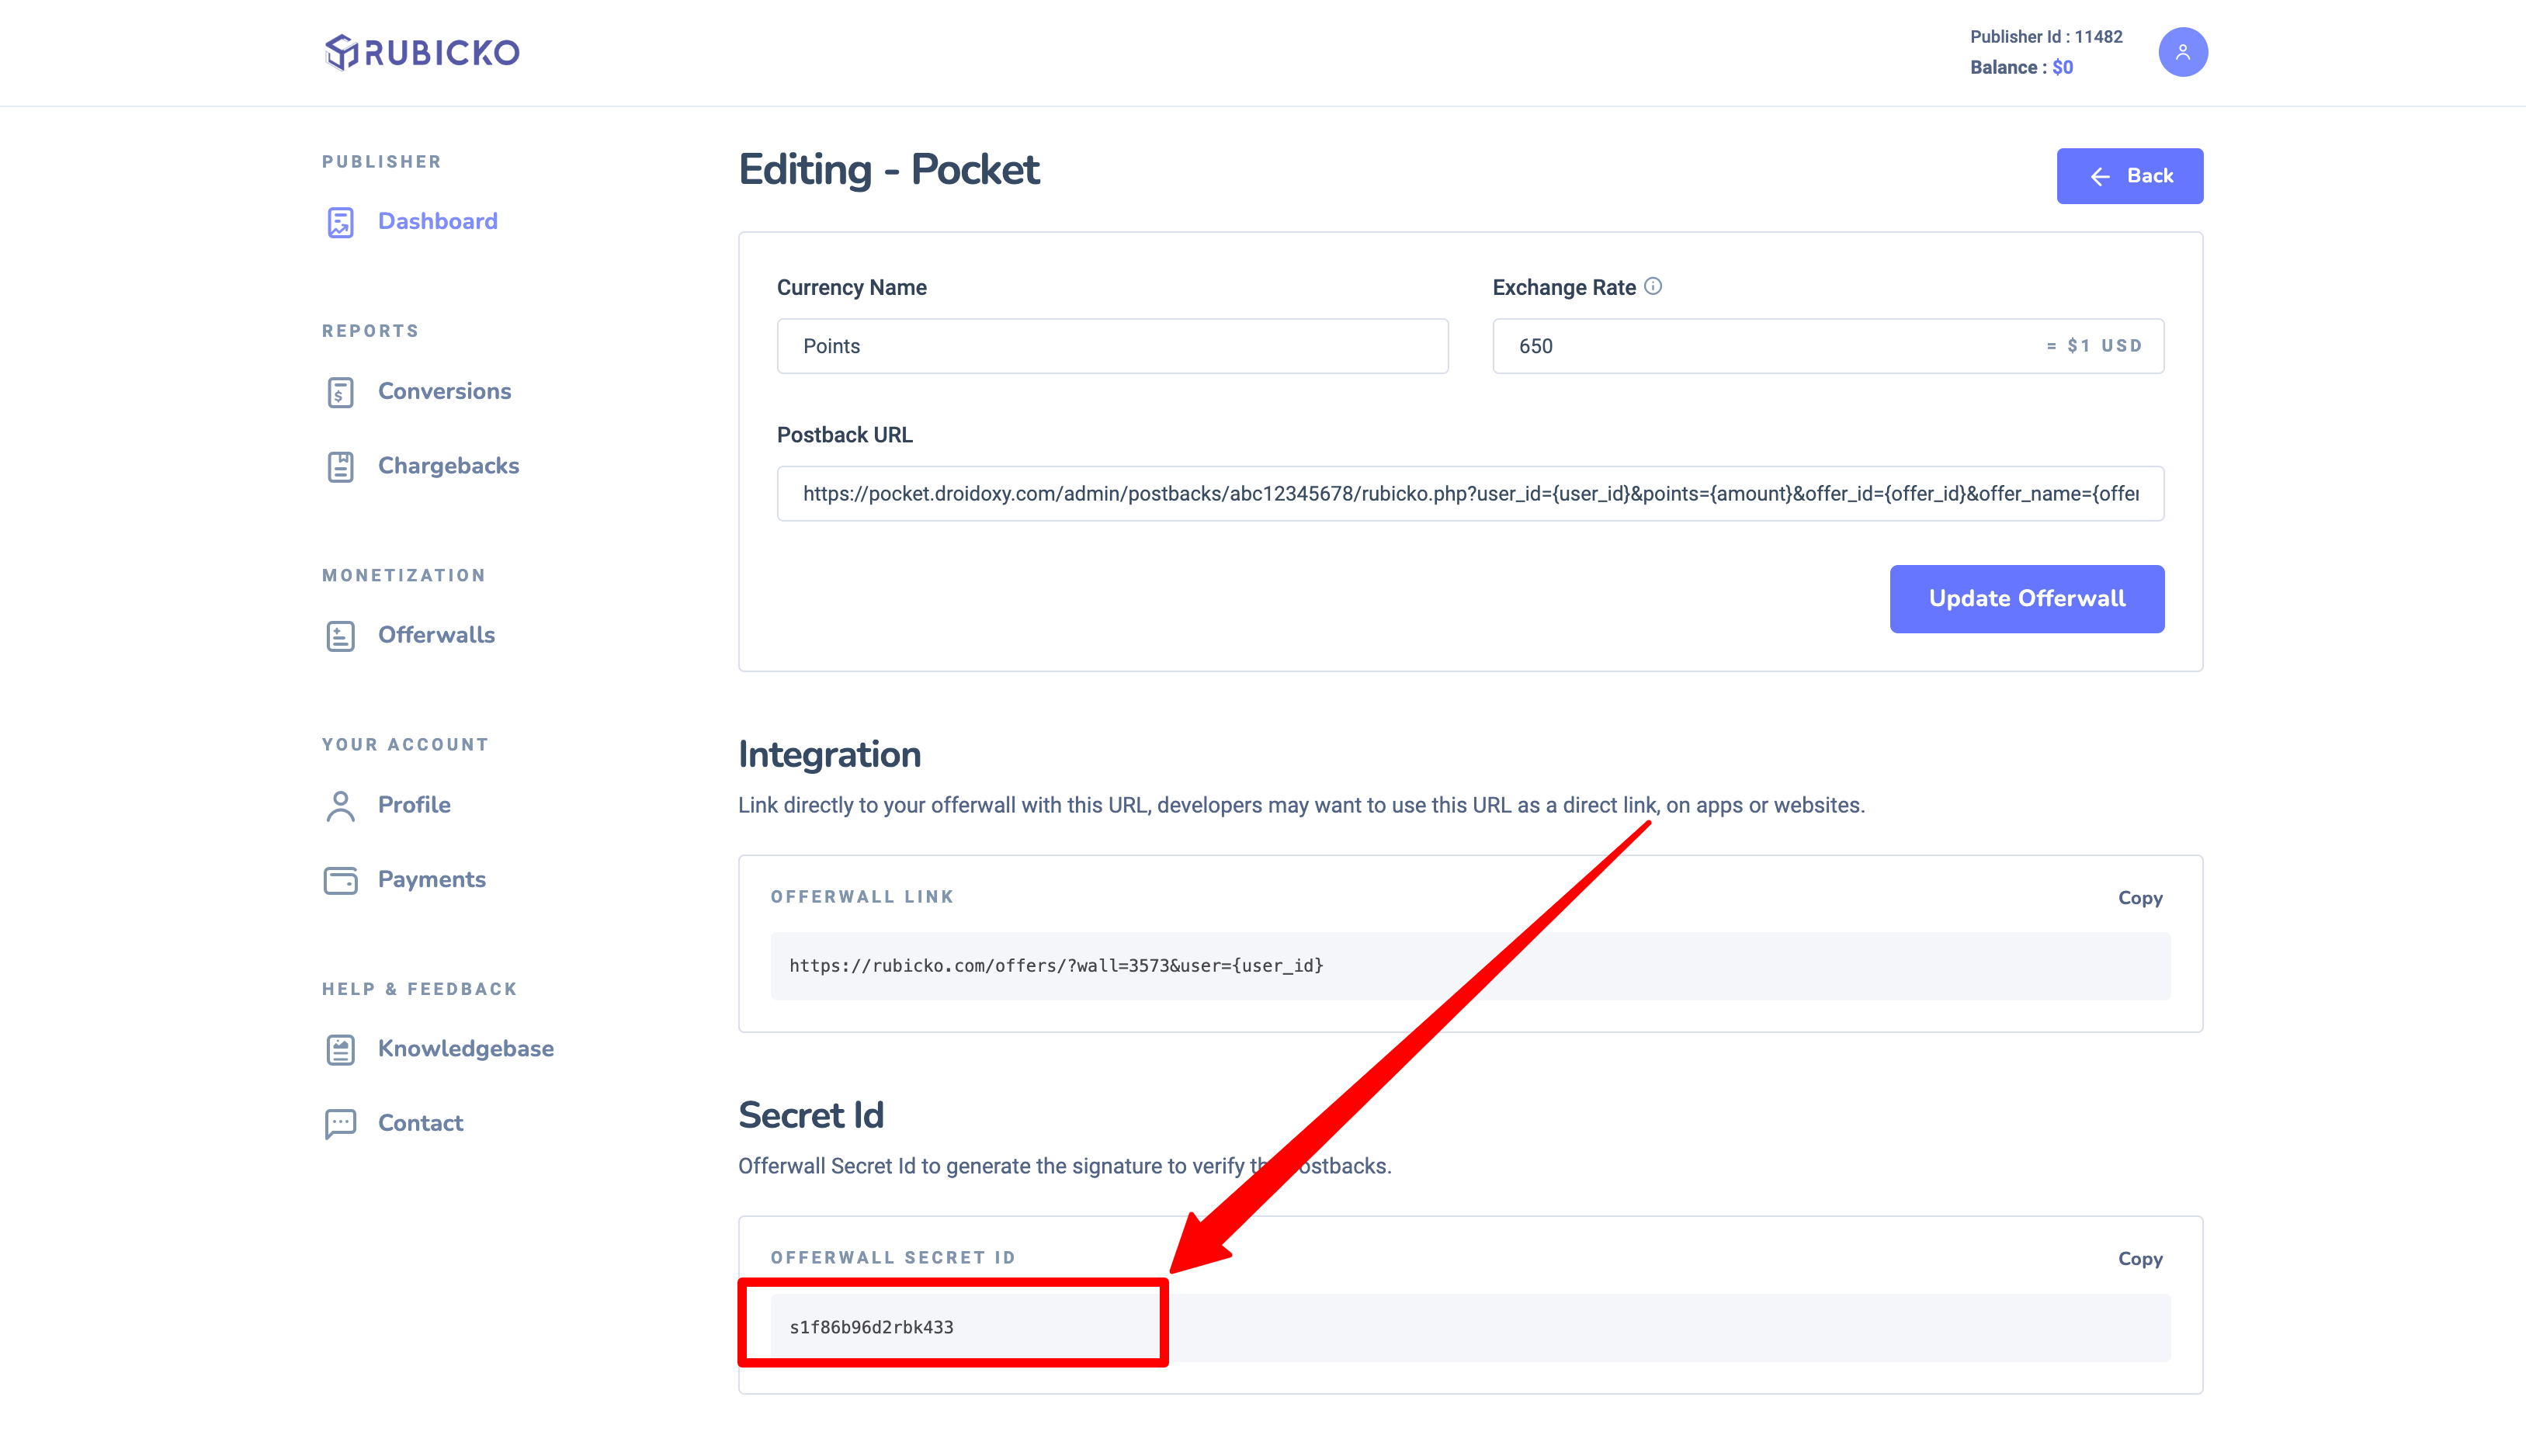 RUBICKO
Publisher Id : 11482
Balance : $0
PUBLISHER
Dashboard
REPORTS
Conversions
Chargebacks
MONETIZATION
Offerwalls
YOUR ACCOUNT
Profile
Payments
HELP & FEEDBACK
Knowledgebase
Contact
Editing - Pocket
Back
Currency Name
Points
Exchange Rate
650
= $1 USD
Postback URL
https://pocket.droidoxy.com/admin/postbacks/abc12345678/rubicko.php?user_id={user_id}&points={amount}&offer_id={offer_id}&offer_name={offer
Update Offerwall
Integration
Link directly to your offerwall with this URL, developers may want to use this URL as a direct link, on apps or websites.
OFFERWALL LINK
Copy
https://rubicko.com/offers/?wall=3573&user={user_id}
Secret Id
Offerwall Secret Id to generate the signature to verify ostbacks.
OFFERWALL SECRET ID
Copy
s1f86b96d2rbk433